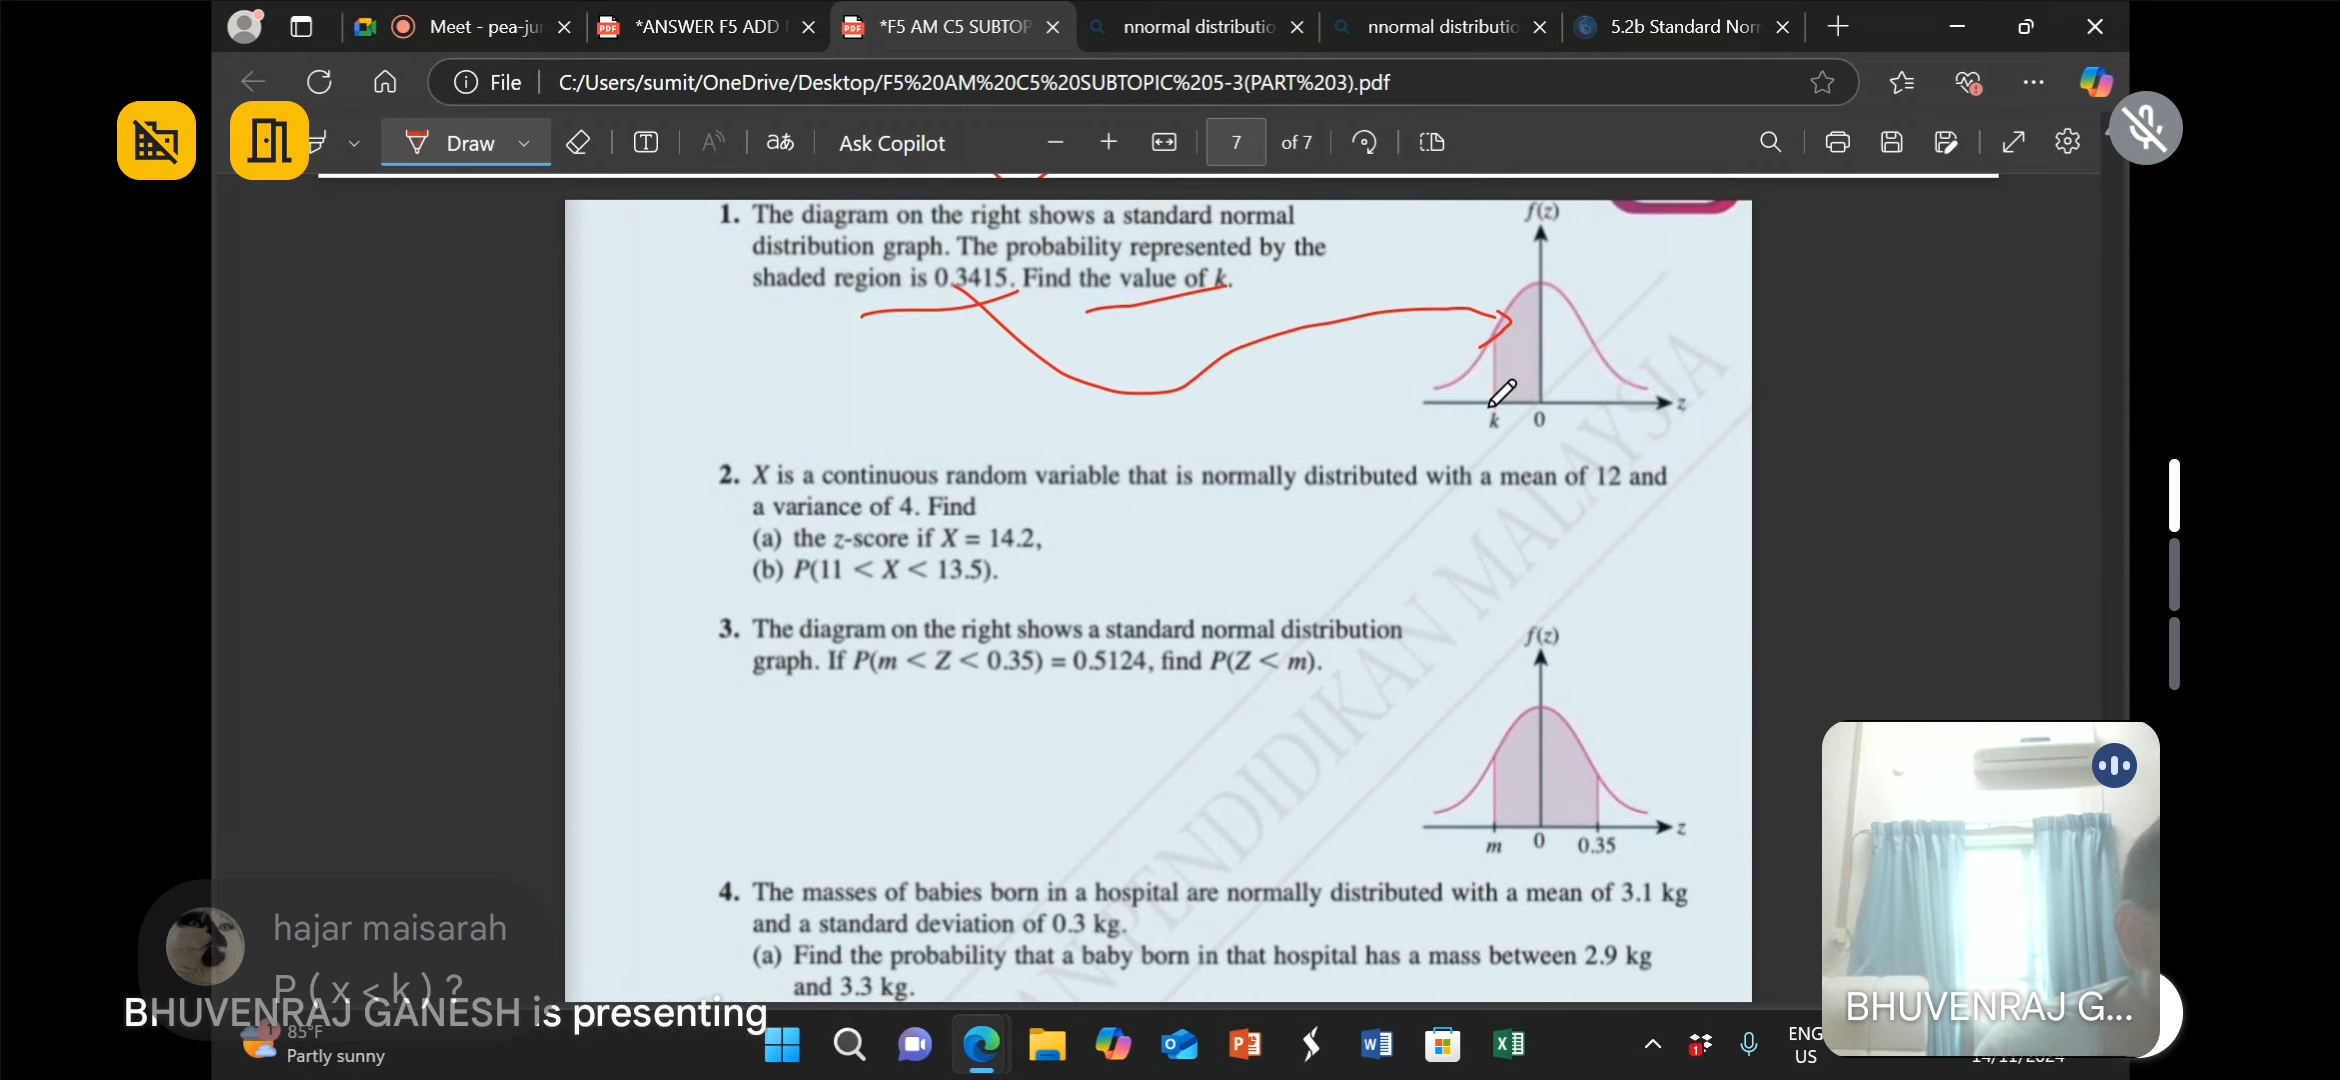 Meet - pea-ju
*ANSWER F5 ADD
*F5 AM C5 SUBTOP
nnormal distributio
nnormal distributio
5.2b Standard Nor
File
C:/Users/sumit/OneDrive/Desktop/F5%20AM%20C5%20SUBTOPIC%205-3(PART%203).pdf
Draw
aあ
Ask Copilot
7
of 7
1. The diagram on the right shows a standard normal
distribution graph. The probability represented by the
shaded region is 0.3415. Find the value of k.
f(z)
k
0
z
2. X is a continuous random variable that is normally distributed with a mean of 12 and
a variance of 4. Find
(a) the z-score if X = 14.2,
(b) P(11 < X < 13.5).
3. The diagram on the right shows a standard normal distribution
graph. If P(m < Z < 0.35) = 0.5124, find P(Z < m).
f(z)
m
0
0.35
z
4. The masses of babies born in a hospital are normally distributed with a mean of 3.1 kg
and a standard deviation of 0.3 kg.
(a) Find the probability that a baby born in that hospital has a mass between 2.9 kg
and 3.3 kg.
PENDIDIKAN MALAYSIA
hajar maisarah
P ( x < k ) ?
BHUVENRAJ GANESH is presenting
BHUVENRAJ G...
85°F
Partly sunny
ENG
US
14/11/2024